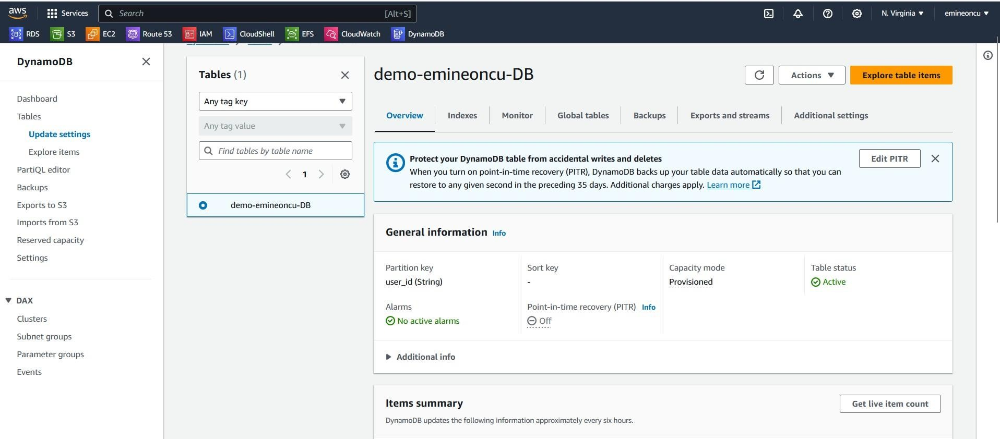 aws
Services
Search
[Alt+S]
N. Virginia
emineoncu
RDS
S3
EC2
Route 53
IAM
CloudShell
EFS
CloudWatch
DynamoDB
DynamoDB
Dashboard
Tables
Update settings
Explore items
PartiQL editor
Backups
Exports to S3
Imports from S3
Reserved capacity
Settings
DAX
Clusters
Subnet groups
Parameter groups
Events
Tables (1)
Any tag key
Any tag value
Find tables by table name
1
demo-emineoncu-DB
demo-emineoncu-DB
Actions
Explore table items
Overview
Indexes
Monitor
Global tables
Backups
Exports and streams
Additional settings
Protect your DynamoDB table from accidental writes and deletes
When you turn on point-in-time recovery (PITR), DynamoDB backs up your table data automatically so that you can
restore to any given second in the preceding 35 days. Additional charges apply. Learn more
Edit PITR
General information Info
Partition key
user_id (String)
Sort key
-
Capacity mode
Provisioned
Table status
Active
Alarms
No active alarms
Point-in-time recovery (PITR) Info
Off
Additional info
Items summary
Get live item count
DynamoDB updates the following information approximately every six hours.